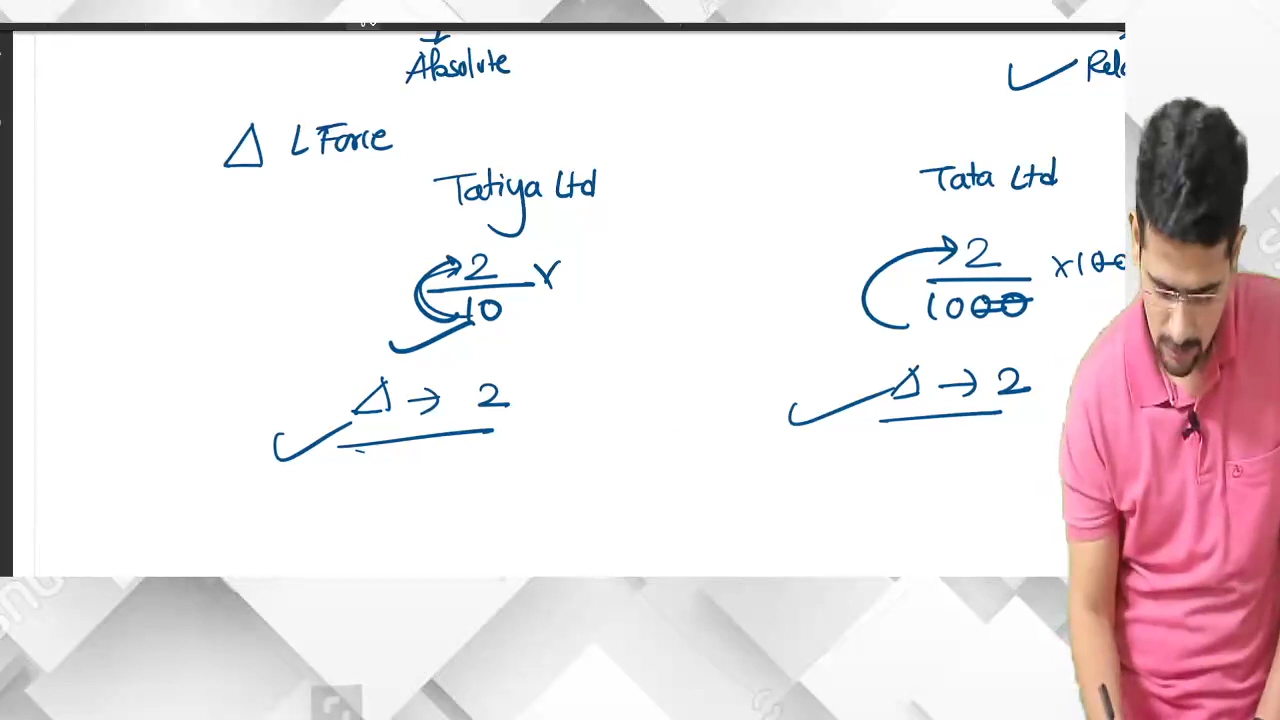 Absolute
Δ L Force
Tatiya Ltd
Tata Ltd
2
10
2
1000
Δ → 2
Δ → 2